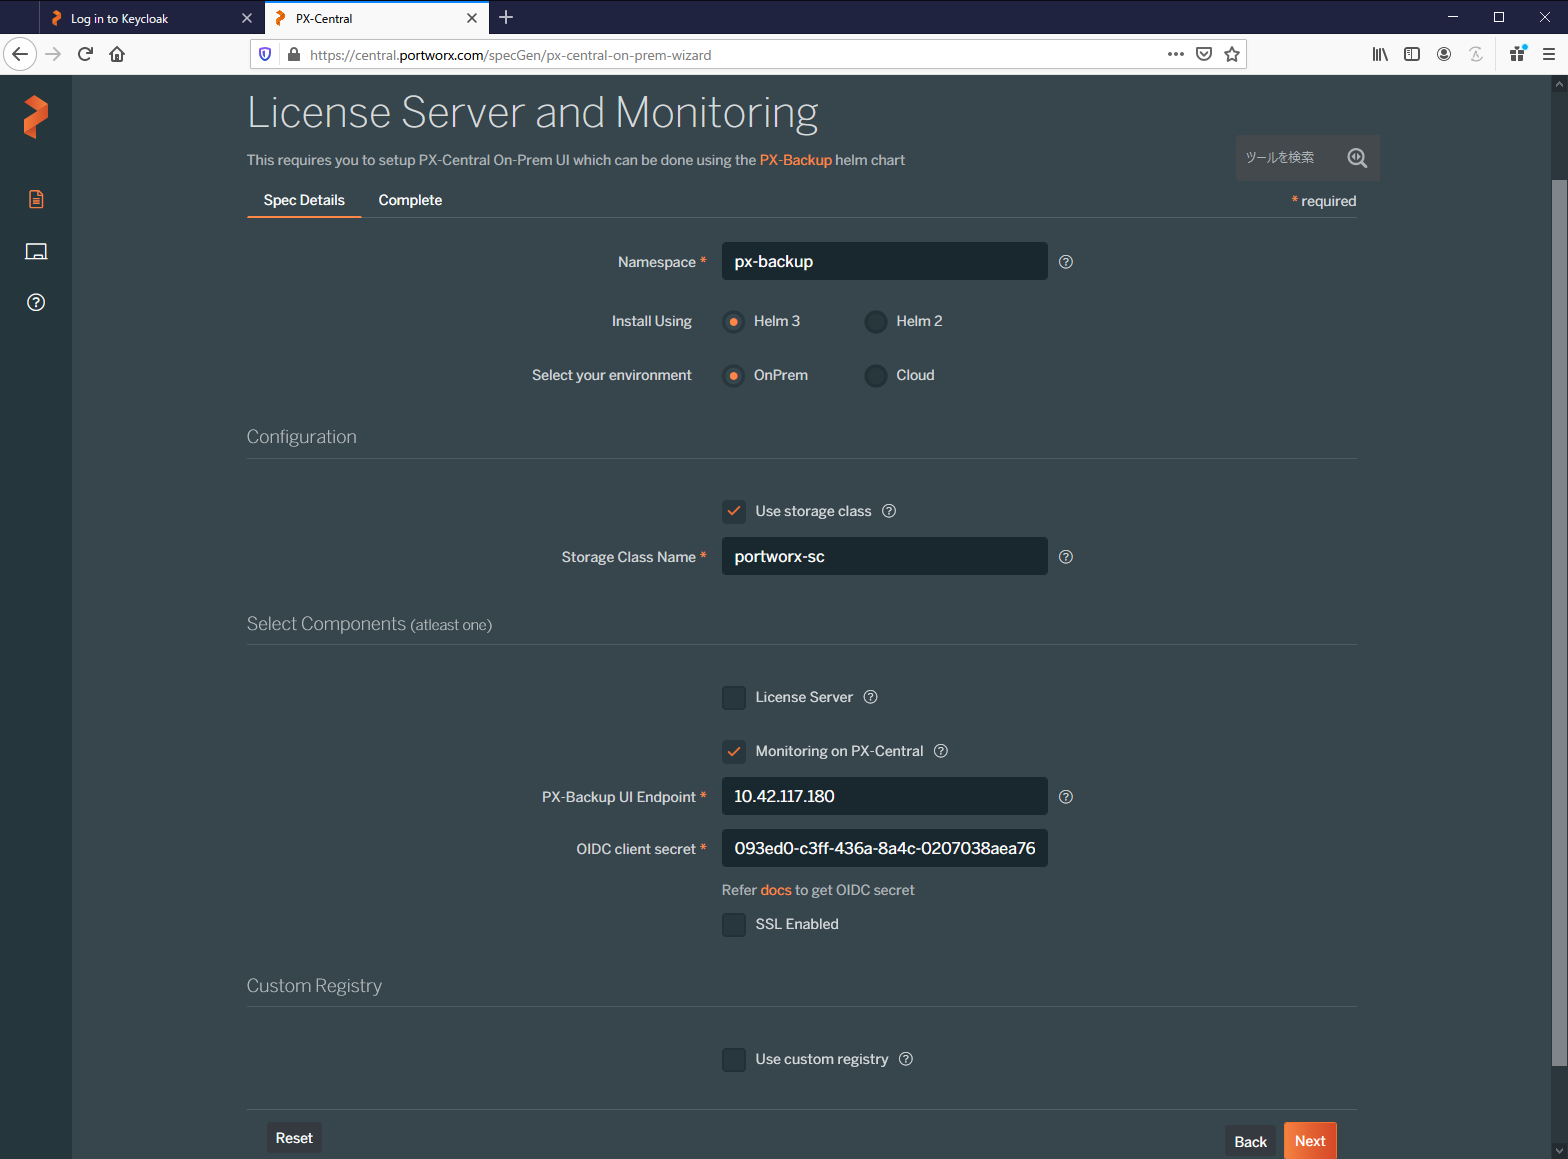 Log in to Keycloak
PX-Central
https://central.portworx.com/specGen/px-central-on-prem-wizard
License Server and Monitoring
This requires you to setup PX-Central On-Prem UI which can be done using the PX-Backup helm chart
ツールを検索
Spec Details
Complete
* required
Namespace *
px-backup
Install Using
Helm 3
Helm 2
Select your environment
OnPrem
Cloud
Configuration
Use storage class
Storage Class Name *
portworx-sc
Select Components (atleast one)
License Server
Monitoring on PX-Central
PX-Backup UI Endpoint *
10.42.117.180
OIDC client secret *
093ed0-c3ff-436a-8a4c-0207038aea76
Refer docs to get OIDC secret
SSL Enabled
Custom Registry
Use custom registry
Reset
Back
Next